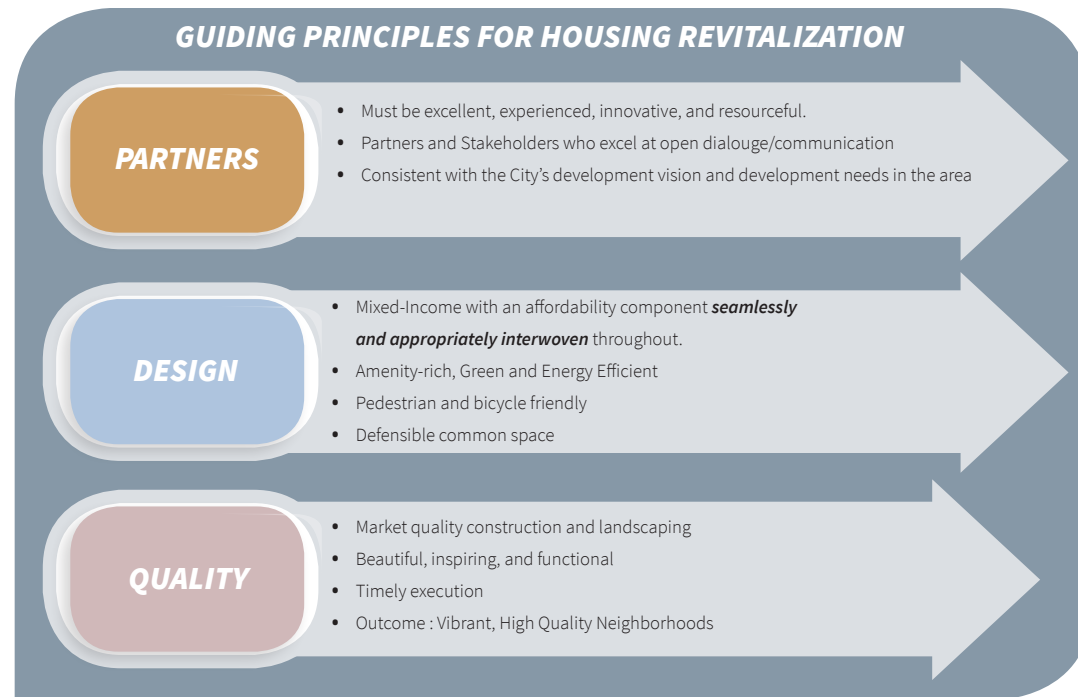 GUIDING PRINCIPLES FOR HOUSING REVITALIZATION
PARTNERS
• Must be excellent, experienced, innovative, and resourceful.
• Partners and Stakeholders who excel at open dialouge/communication
• Consistent with the City’s development vision and development needs in the area
DESIGN
• Mixed-Income with an affordability component seamlessly
and appropriately interwoven throughout.
• Amenity-rich, Green and Energy Efficient
• Pedestrian and bicycle friendly
• Defensible common space
QUALITY
• Market quality construction and landscaping
• Beautiful, inspiring, and functional
• Timely execution
• Outcome : Vibrant, High Quality Neighborhoods